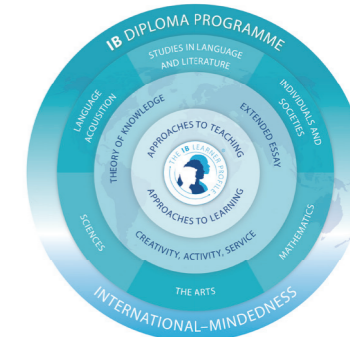 IB DIPLOMA PROGRAMME
STUDIES IN LANGUAGE
AND LITERATURE
LANGUAGE
ACQUISITION
INDIVIDUALS AND
SOCIETIES
THEORY OF KNOWLEDGE
EXTENDED ESSAY
APPROACHES TO TEACHING
THE IB LEARNER PROFILE
APPROACHES TO LEARNING
CREATIVITY, ACTIVITY, SERVICE
SCIENCES
MATHEMATICS
THE ARTS
INTERNATIONAL–MINDEDNESS